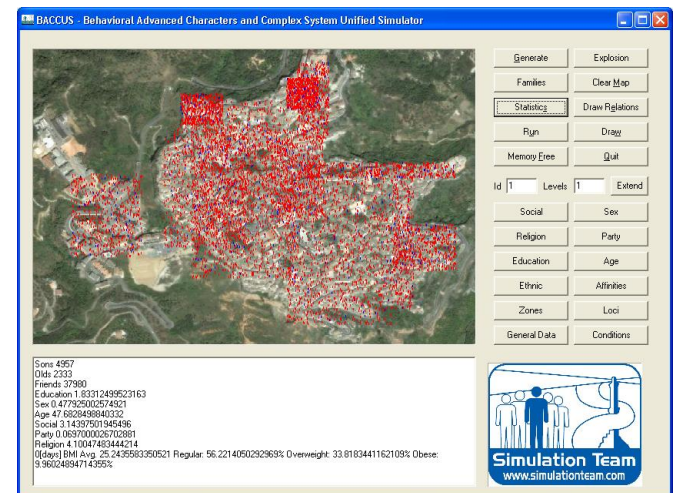 BACCUS - Behavioral Advanced Characters and Complex System Unified Simulator
Generate
Explosion
Families
Clear Map
Statistics
Draw Relations
Run
Draw
Memory Free
Quit
Id 1 Levels 1 Extend
Social
Sex
Religion
Party
Education
Age
Ethnic
Affinities
Zones
Loci
General Data
Conditions
Sons 4957
Olds 2333
Friends 37980
Education 1.83312499523163
Sex 0.477925002574921
Age 47.6828498840332
Social 3.14397501945496
Party 0.0697000026702881
Religion 4.10047483444214
0[days] BMI Avg. 25.2435583350521 Regular: 56.2214050292969% Overweight: 33.8183441162109% Obese:
9.96024894714355%
Simulation Team
www.simulationteam.com